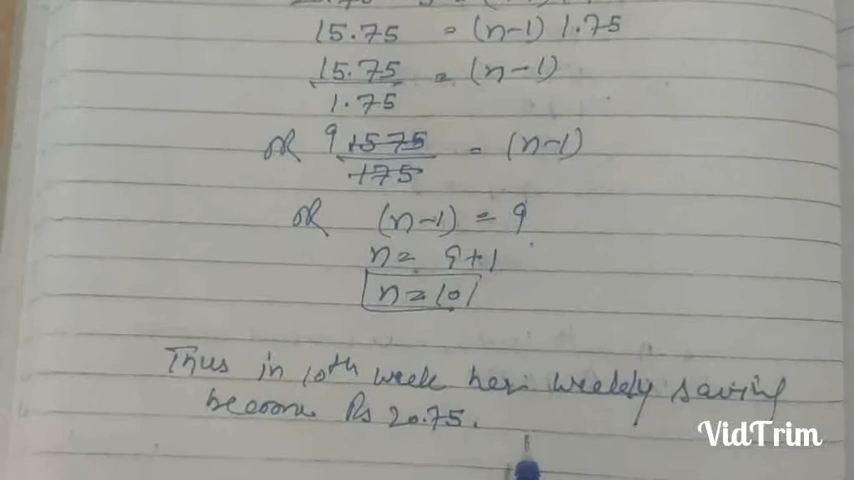 15.75 = (n-1) 1.75
15.75 = (n-1)
1.75
or 9 1575 = (n-1)
175
or (n-1) = 9
n = 9+1
n = 10
Thus in 10th week her weekly saving
become Rs 20.75.
VidTrim